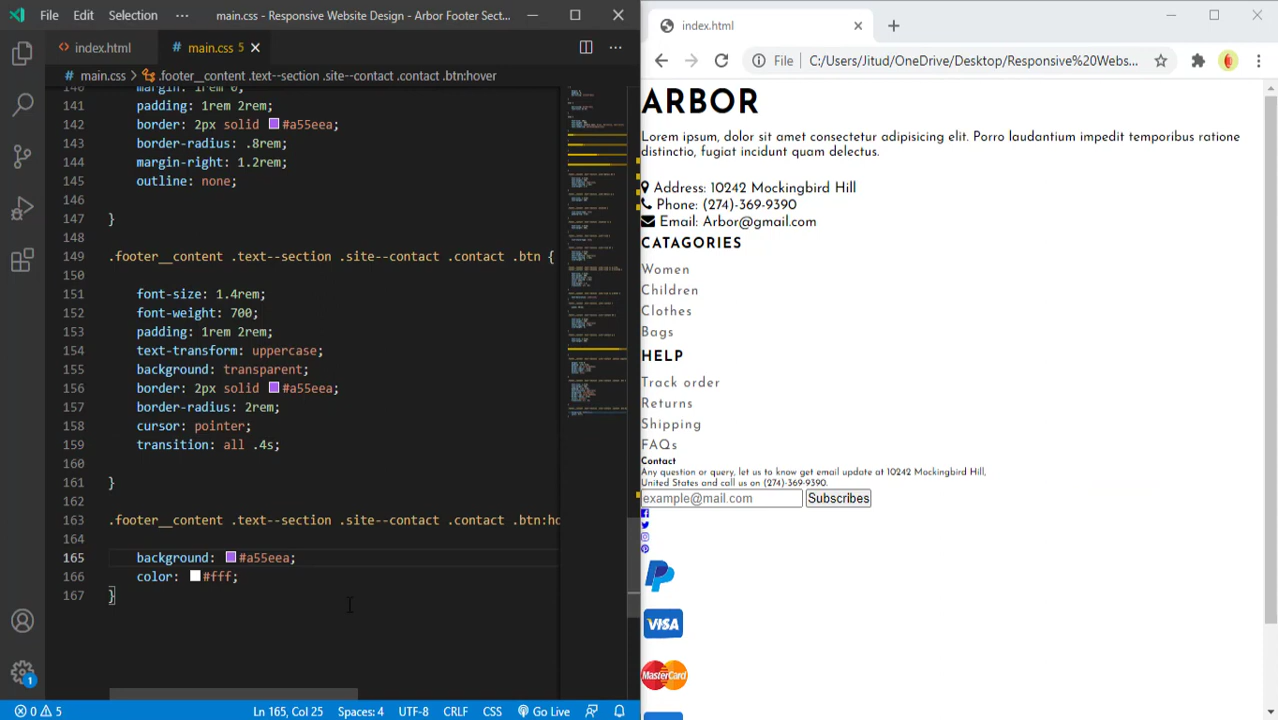 File Edit Selection ··· main.css - Responsive Website Design - Arbor Footer Sect...
index.html
main.css 5
main.css > .footer__content .text--section .site--contact .contact .btn:hover
140 margin: 1rem 0;
141 padding: 1rem 2rem;
142 border: 2px solid #a55eea;
143 border-radius: .8rem;
144 margin-right: 1.2rem;
145 outline: none;
146
147 }
148
149 .footer__content .text--section .site--contact .contact .btn {
150
151 font-size: 1.4rem;
152 font-weight: 700;
153 padding: 1rem 2rem;
154 text-transform: uppercase;
155 background: transparent;
156 border: 2px solid #a55eea;
157 border-radius: 2rem;
158 cursor: pointer;
159 transition: all .4s;
160
161 }
162
163 .footer__content .text--section .site--contact .contact .btn:ho
164
165 background: #a55eea;
166 color: #fff;
167 }
1
0 5 Ln 165, Col 25 Spaces: 4 UTF-8 CRLF CSS Go Live
index.html
File C:/Users/Jitud/OneDrive/Desktop/Responsive%20Webs...
ARBOR
Lorem ipsum, dolor sit amet consectetur adipisicing elit. Porro laudantium impedit temporibus ratione
distinctio, fugiat incidunt quam delectus.
Address: 10242 Mockingbird Hill
Phone: (274)-369-9390
Email: Arbor@gmail.com
CATAGORIES
Women
Children
Clothes
Bags
HELP
Track order
Returns
Shipping
FAQs
Contact
Any question or query, let us to know get email update at 10242 Mockingbird Hill,
United States and call us on (274)-369-9390.
example@mail.com Subscribes
VISA
MasterCard